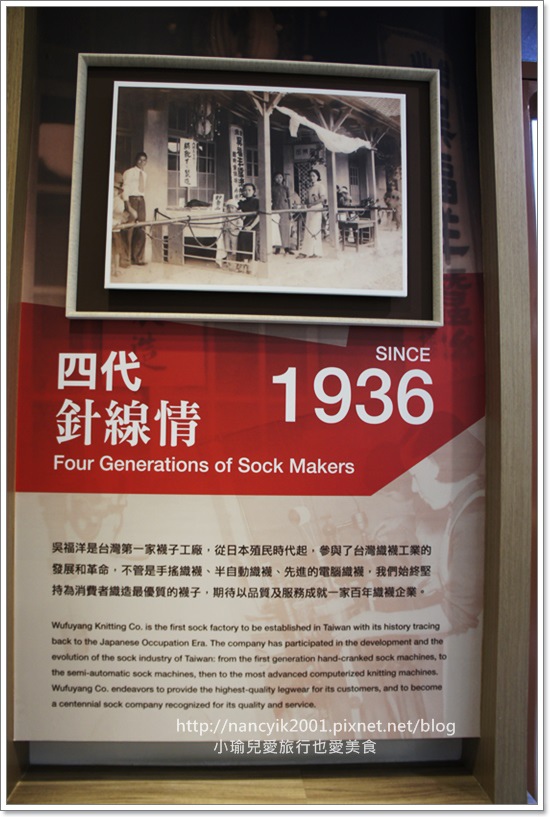 SINCE
1936
四代
針線情
Four Generations of Sock Makers
吳福洋是台灣第一家襪子工廠，從日本殖民時代起，參與了台灣織襪工業的
發展和革命，不管是手搖織襪、半自動織襪、先進的電腦織襪，我們始終堅
持為消費者織造最優質的襪子，期待以品質及服務成就一家百年織襪企業。
Wufuyang Knitting Co. is the first sock factory to be established in Taiwan with its history tracing
back to the Japanese Occupation Era. The company has participated in the development and the
evolution of the sock industry of Taiwan: from the first generation hand-cranked sock machines, to
the semi-automatic sock machines, then to the most advanced computerized knitting machines.
Wufuyang Co. endeavors to provide the highest-quality legwear for its customers, and to become
a centennial sock company recognized for its quality and service.
http://nancyik2001.pixnet.net/blog
小瑜兒愛旅行也愛美食